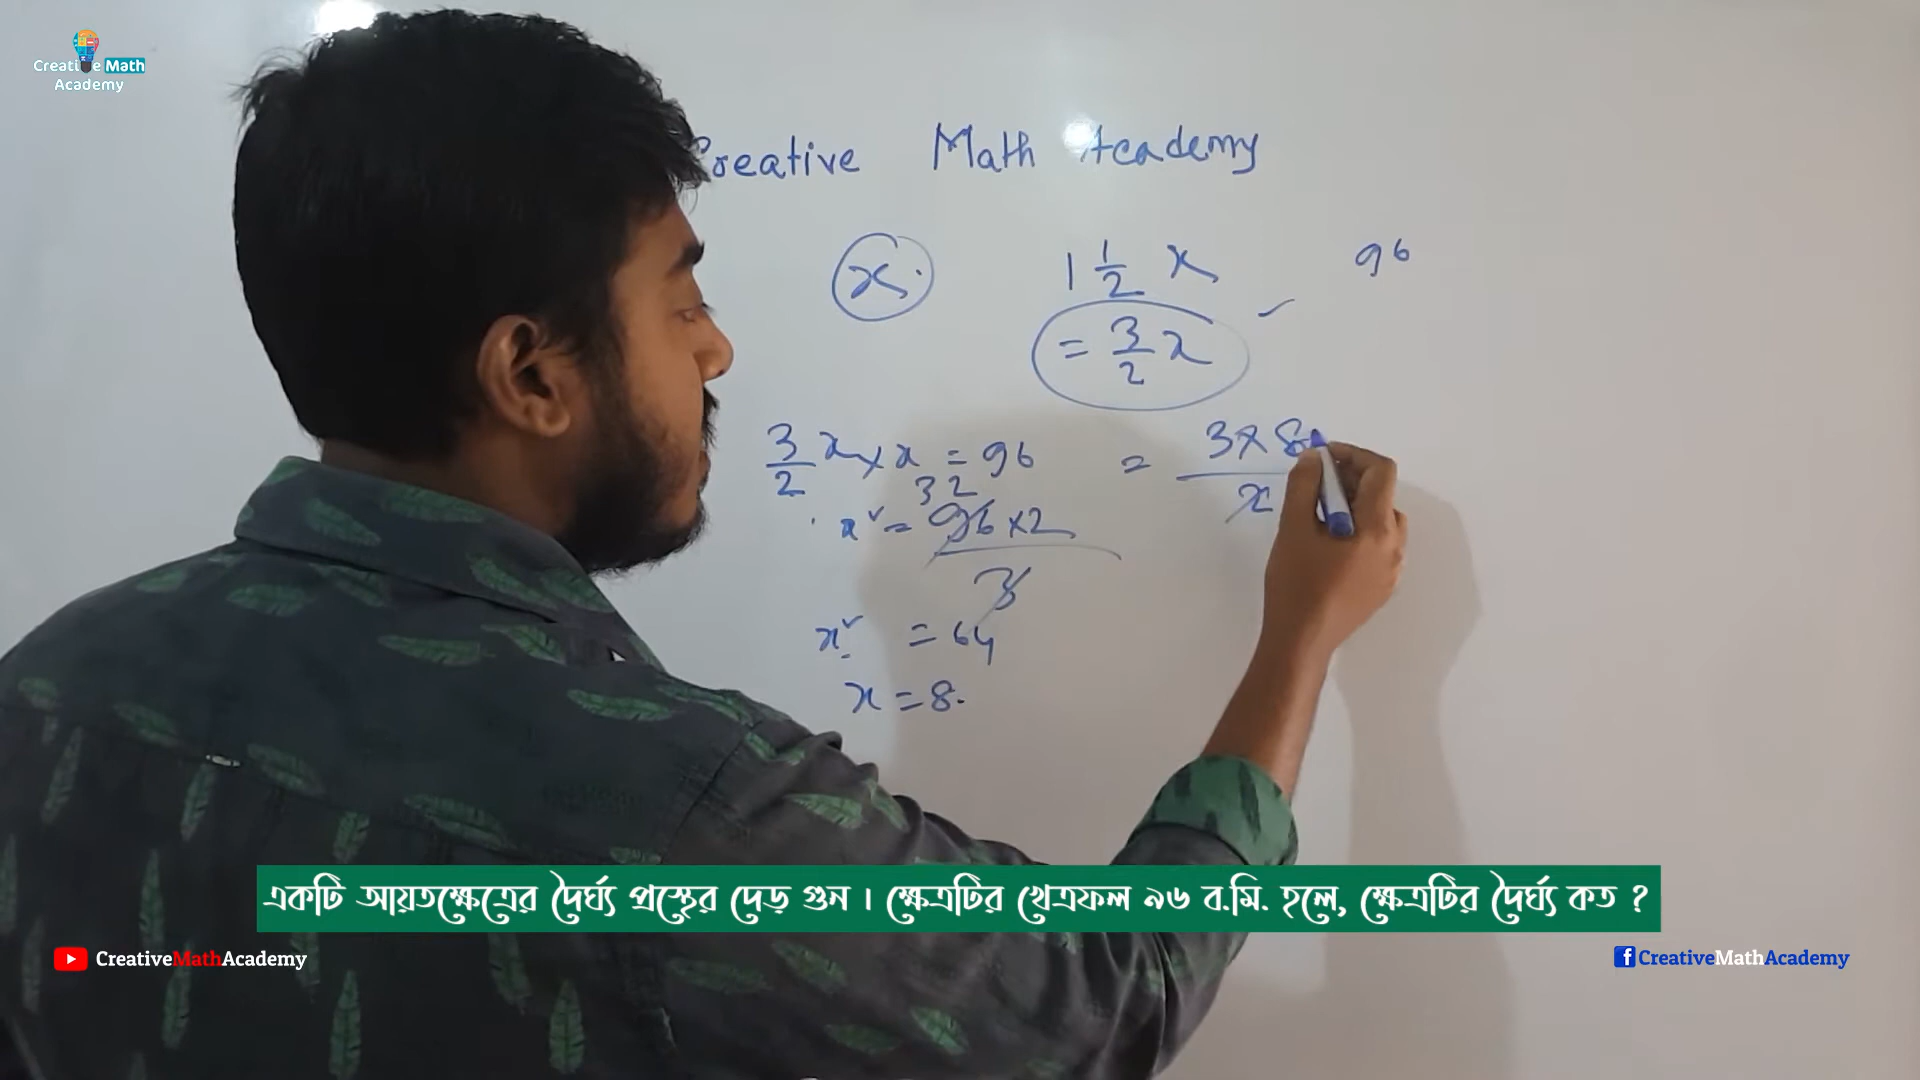 Creative Math
Academy
Creative Math Academy
x 1 1/2 x 96
= 3/2 x
3/2 x × x = 96 = 3 × 8 / 2
32
x² = 96 × 2 / 3
x² = 64
x = 8.
একটি আয়তক্ষেত্রের দৈর্ঘ্য প্রস্থের দেড় গুন । ক্ষেত্রটির খেত্রফল ৯৬ ব.মি. হলে, ক্ষেত্রটির দৈর্ঘ্য কত ?
CreativeMathAcademy
CreativeMathAcademy